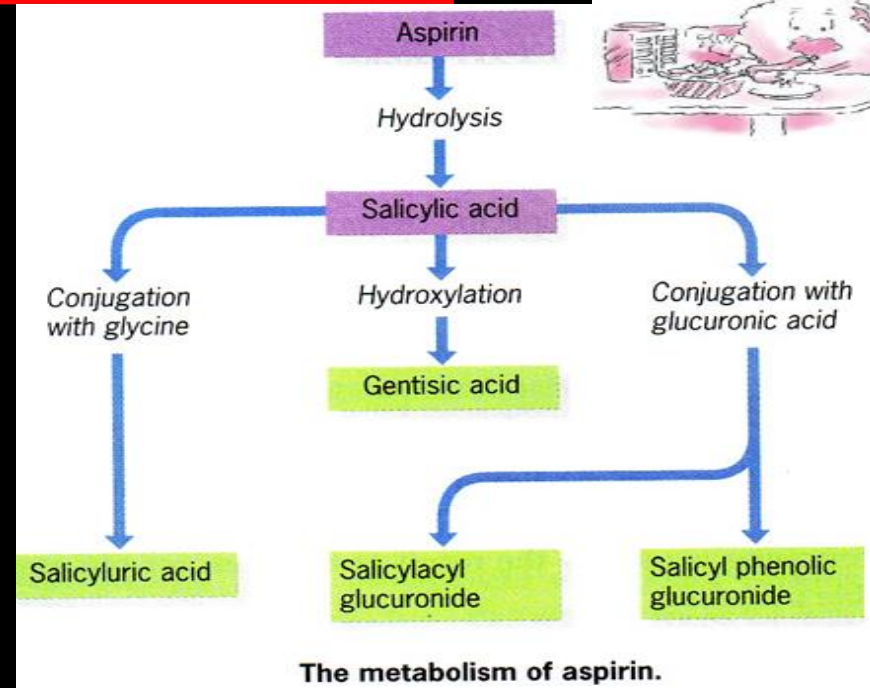 Aspirin
Hydrolysis
Salicylic acid
Conjugation
with glycine
Hydroxylation
Conjugation with
glucuronic acid
Gentisic acid
Salicyluric acid
Salicylacyl
glucuronide
Salicyl phenolic
glucuronide
The metabolism of aspirin.